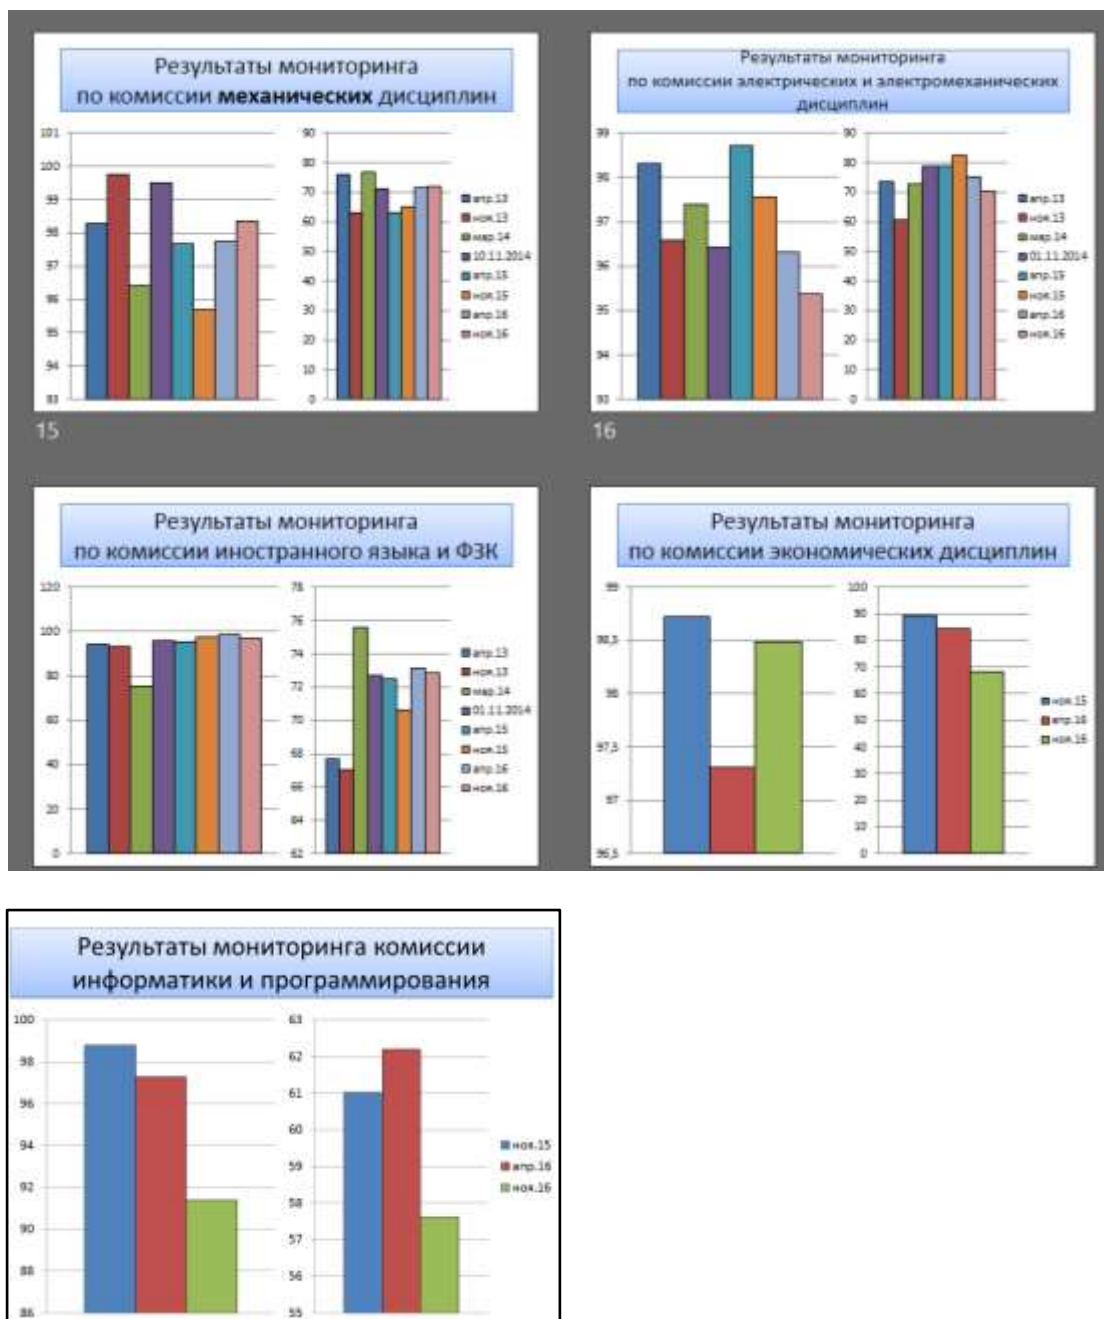 Результаты мониторинга
по комиссии механических дисциплин
101
100
99
98
97
96
95
94
93
90
80
70
60
50
40
30
20
10
0
апр.13
ноя.13
мар.14
10.11.2014
апр.15
ноя.15
апр.16
ноя.16
15
Результаты мониторинга
по комиссии электрических и электромеханических
дисциплин
99
98
97
96
95
94
93
90
80
70
60
50
40
30
20
10
0
апр.13
ноя.13
мар.14
01.11.2014
апр.15
ноя.15
апр.16
ноя.16
16
Результаты мониторинга
по комиссии иностранного языка и ФЗК
120
100
80
60
40
20
0
78
76
74
72
70
68
66
64
62
апр.13
ноя.13
мар.14
01.11.2014
апр.15
ноя.15
апр.16
ноя.16
Результаты мониторинга
по комиссии экономических дисциплин
99
98,5
98
97,5
97
96,5
100
90
80
70
60
50
40
30
20
10
0
ноя.15
апр.16
ноя.16
Результаты мониторинга комиссии
информатики и программирования
100
98
96
94
92
90
88
86
63
62
61
60
59
58
57
56
55
ноя.15
апр.16
ноя.16